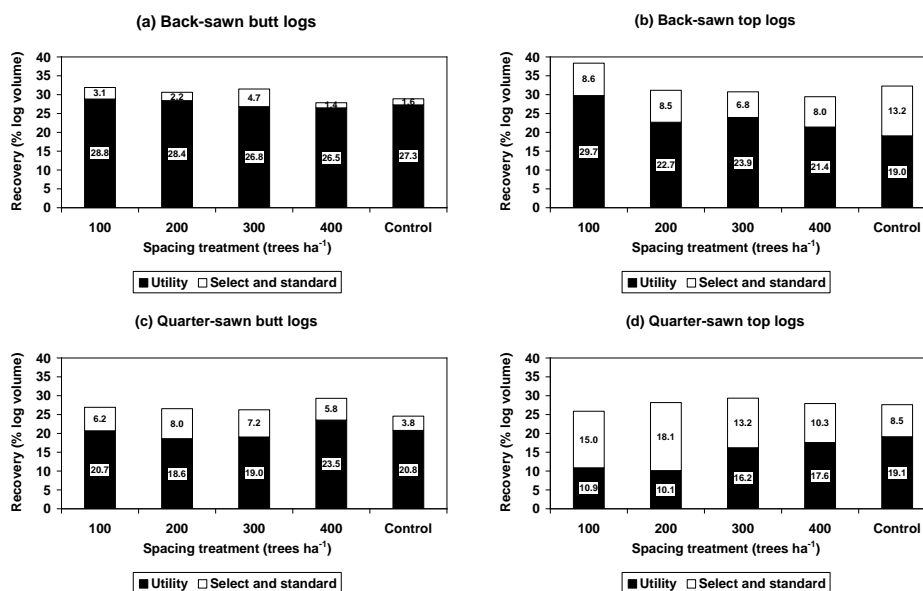 (a) Back-sawn butt logs
Recovery (% log volume)
40
35
30
25
20
15
10
5
0
3.1 2.2 4.7 1.4 1.6
28.8 28.4 26.8 26.5 27.3
100 200 300 400 Control
Spacing treatment (trees ha⁻¹)
Utility Select and standard
(b) Back-sawn top logs
Recovery (% log volume)
40
35
30
25
20
15
10
5
0
8.6 8.5 6.8 8.0 13.2
29.7 22.7 23.9 21.4 19.0
100 200 300 400 Control
Spacing treatment (trees ha⁻¹)
Utility Select and standard
(c) Quarter-sawn butt logs
Recovery (% log volume)
40
35
30
25
20
15
10
5
0
6.2 8.0 7.2 5.8 3.8
20.7 18.6 19.0 23.5 20.8
100 200 300 400 Control
Spacing treatment (trees ha⁻¹)
Utility Select and standard
(d) Quarter-sawn top logs
Recovery (% log volume)
40
35
30
25
20
15
10
5
0
15.0 18.1 13.2 10.3 8.5
10.9 10.1 16.2 17.6 19.1
100 200 300 400 Control
Spacing treatment (trees ha⁻¹)
Utility Select and standard